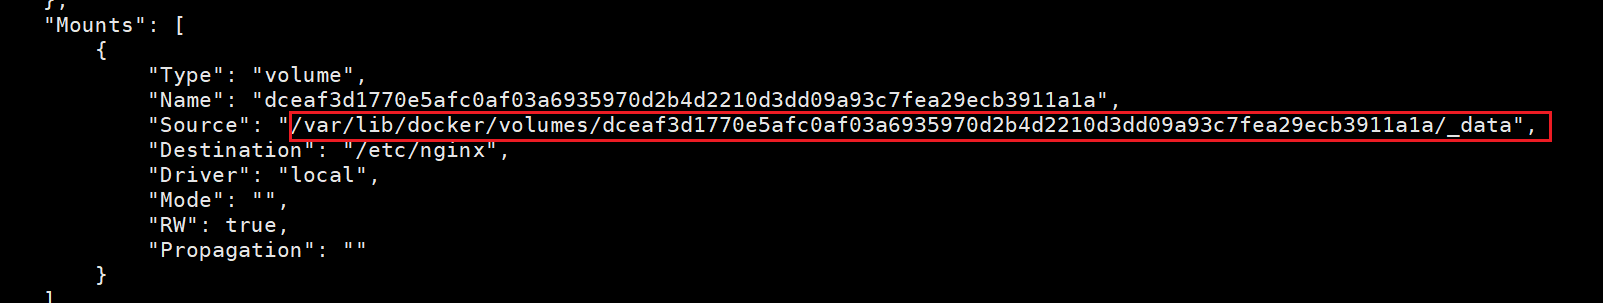 },
"Mounts": [
{
"Type": "volume",
"Name": "dceaf3d1770e5afc0af03a6935970d2b4d2210d3dd09a93c7fea29ecb3911a1a",
"Source": "/var/lib/docker/volumes/dceaf3d1770e5afc0af03a6935970d2b4d2210d3dd09a93c7fea29ecb3911a1a/_data",
"Destination": "/etc/nginx",
"Driver": "local",
"Mode": "",
"RW": true,
"Propagation": ""
}
]